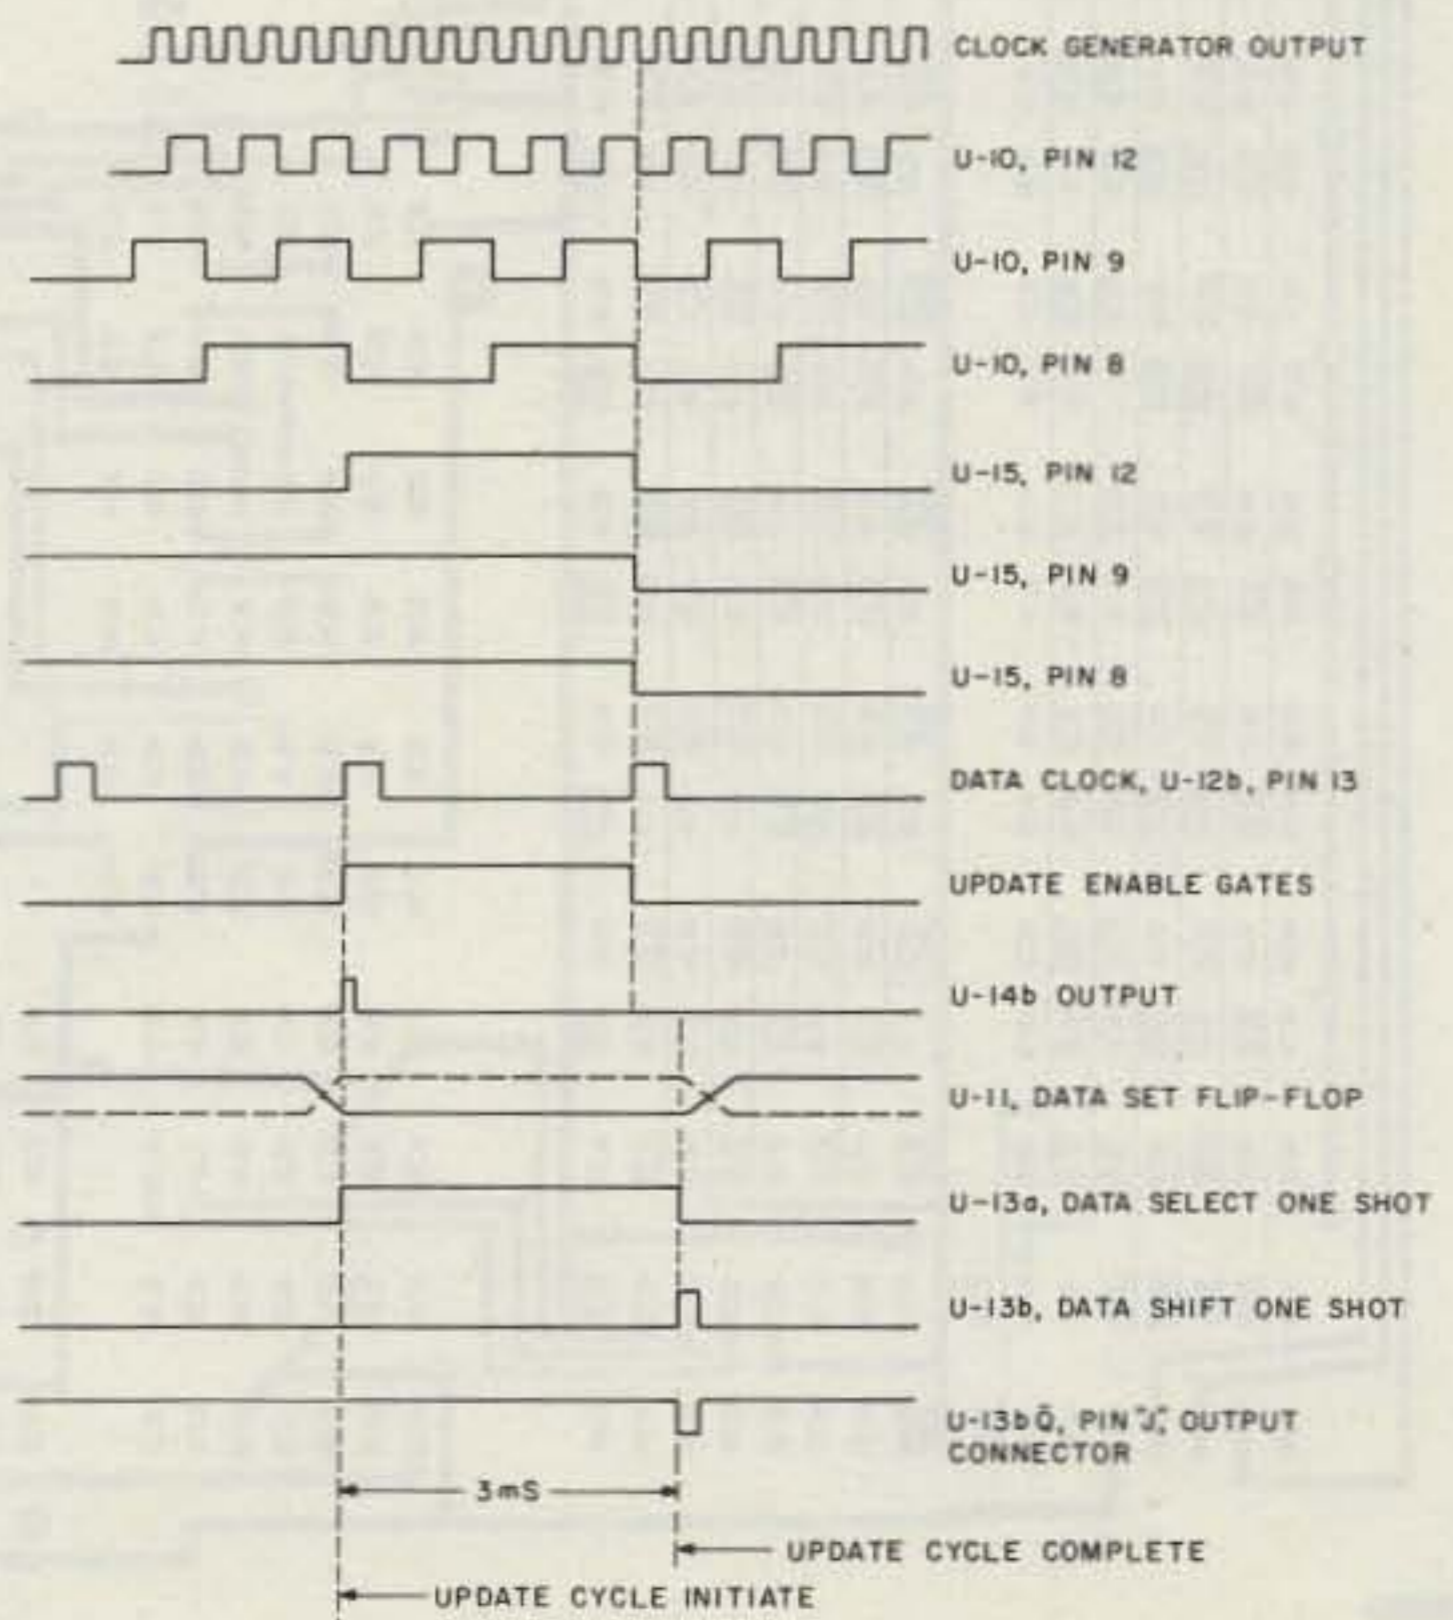 CLOCK GENERATOR OUTPUT
U-10, PIN 12
U-10, PIN 9
U-10, PIN 8
U-15, PIN 12
U-15, PIN 9
U-15, PIN 8
DATA CLOCK, U-12b, PIN 13
UPDATE ENABLE GATES
U-14b OUTPUT
U-11, DATA SET FLIP-FLOP
U-13a, DATA SELECT ONE SHOT
U-13b, DATA SHIFT ONE SHOT
U-13b Q̄, PIN "J", OUTPUT
CONNECTOR
3mS
UPDATE CYCLE COMPLETE
UPDATE CYCLE INITIATE